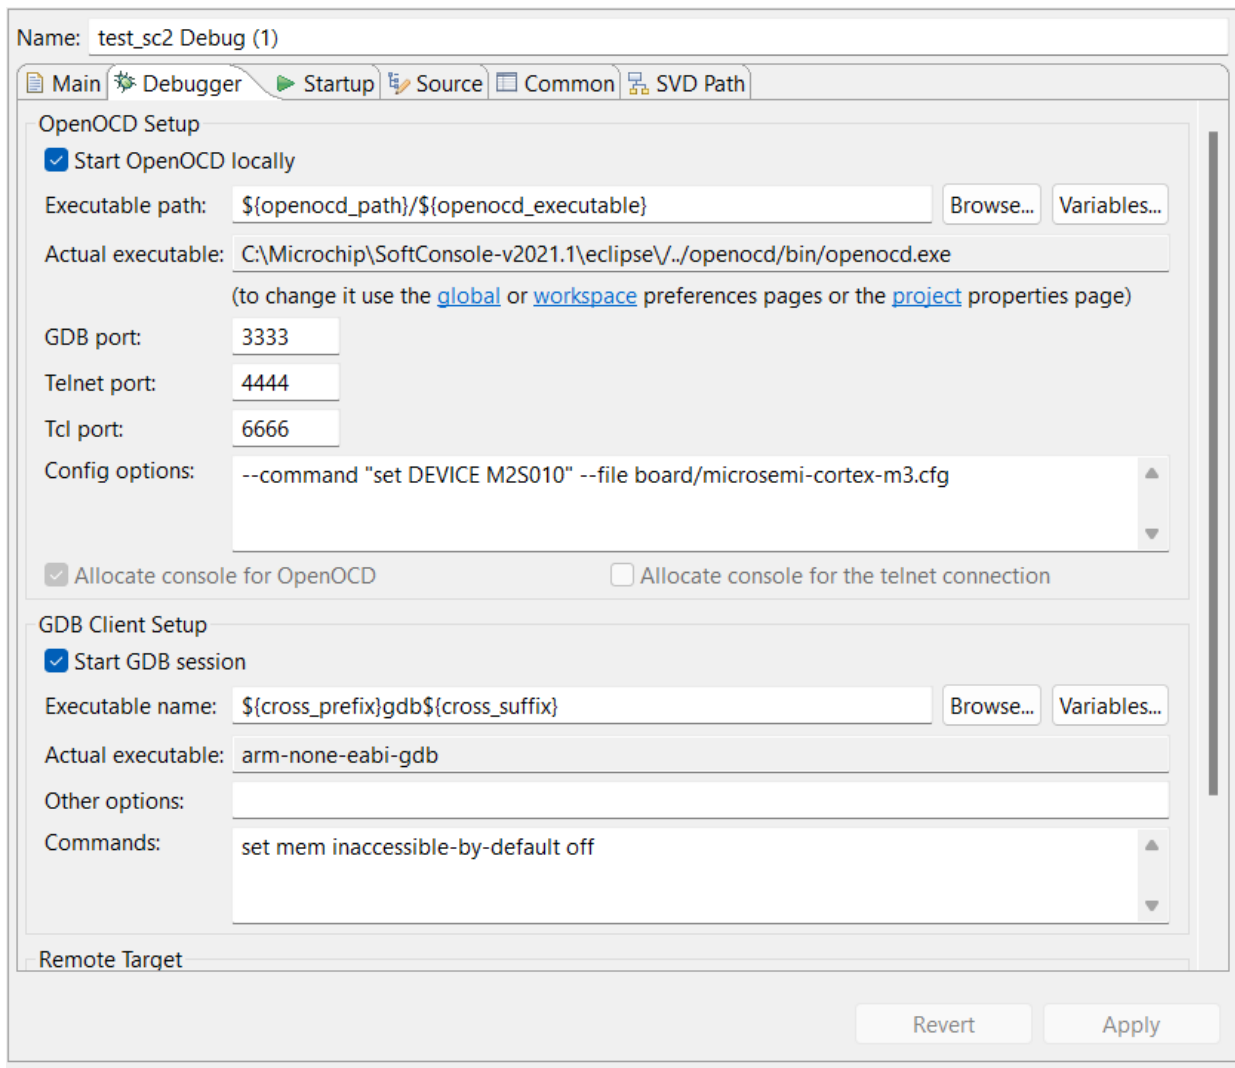 Name: test_sc2 Debug (1)
Main Debugger Startup Source Common SVD Path
OpenOCD Setup
Start OpenOCD locally
Executable path: ${openocd_path}/${openocd_executable} Browse... Variables...
Actual executable: C:\Microchip\SoftConsole-v2021.1\eclipse\/../openocd/bin/openocd.exe
(to change it use the global or workspace preferences pages or the project properties page)
GDB port: 3333
Telnet port: 4444
Tcl port: 6666
Config options: --command "set DEVICE M2S010" --file board/microsemi-cortex-m3.cfg
Allocate console for OpenOCD Allocate console for the telnet connection
GDB Client Setup
Start GDB session
Executable name: ${cross_prefix}gdb${cross_suffix} Browse... Variables...
Actual executable: arm-none-eabi-gdb
Other options:
Commands: set mem inaccessible-by-default off
Remote Target
Revert Apply